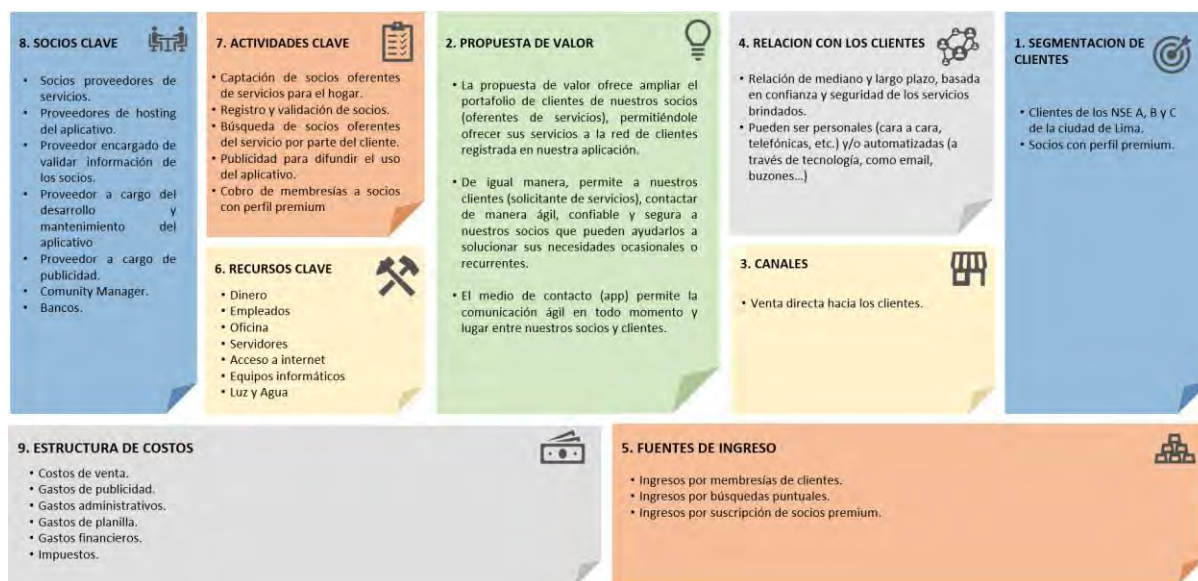 8. SOCIOS CLAVE
• Socios proveedores de
servicios.
• Proveedores de hosting
del aplicativo.
• Proveedor encargado de
validar información de
los socios.
• Proveedor a cargo del
desarrollo y
mantenimiento del
aplicativo
• Proveedor a cargo de
publicidad.
• Comunity Manager.
• Bancos.
7. ACTIVIDADES CLAVE
• Captación de socios oferentes
de servicios para el hogar.
• Registro y validación de socios.
• Búsqueda de socios oferentes
del servicio por parte del cliente.
• Publicidad para difundir el uso
del aplicativo.
• Cobro de membresías a socios
con perfil premium
6. RECURSOS CLAVE
• Dinero
• Empleados
• Oficina
• Servidores
• Acceso a internet
• Equipos informáticos
• Luz y Agua
2. PROPUESTA DE VALOR
• La propuesta de valor ofrece ampliar el
portafolio de clientes de nuestros socios
(oferentes de servicios), permitiéndole
ofrecer sus servicios a la red de clientes
registrada en nuestra aplicación.
• De igual manera, permite a nuestros
clientes (solicitante de servicios), contactar
de manera ágil, confiable y segura a
nuestros socios que pueden ayudarlos a
solucionar sus necesidades ocasionales o
recurrentes.
• El medio de contacto (app) permite la
comunicación ágil en todo momento y
lugar entre nuestros socios y clientes.
4. RELACION CON LOS CLIENTES
• Relación de mediano y largo plazo, basada
en confianza y seguridad de los servicios
brindados.
• Pueden ser personales (cara a cara,
telefónicas, etc.) y/o automatizadas (a
través de tecnología, como email,
buzones...)
3. CANALES
• Venta directa hacia los clientes.
1. SEGMENTACION DE
CLIENTES
• Clientes de los NSE A, B y C
de la ciudad de Lima.
• Socios con perfil premium.
9. ESTRUCTURA DE COSTOS
• Costos de venta.
• Gastos de publicidad.
• Gastos administrativos.
• Gastos de planilla.
• Gastos financieros.
• Impuestos.
5. FUENTES DE INGRESO
• Ingresos por membresías de clientes.
• Ingresos por búsquedas puntuales.
• Ingresos por suscripción de socios premium.